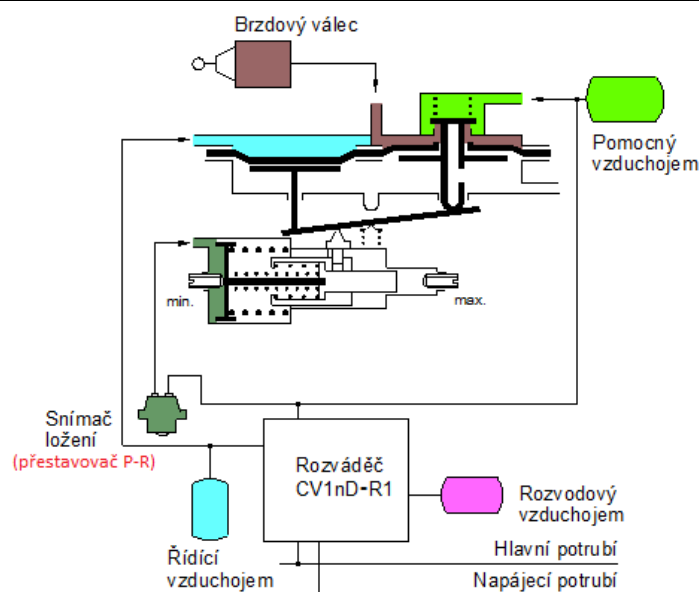 Brzdový válec
Pomocný
vzduchojem
min.
max.
Snímač
ložení
(přestavovač P-R)
Rozváděč
CV1nD-R1
Rozvodový
vzduchojem
Řídící
vzduchojem
Hlavní potrubí
Napájecí potrubí